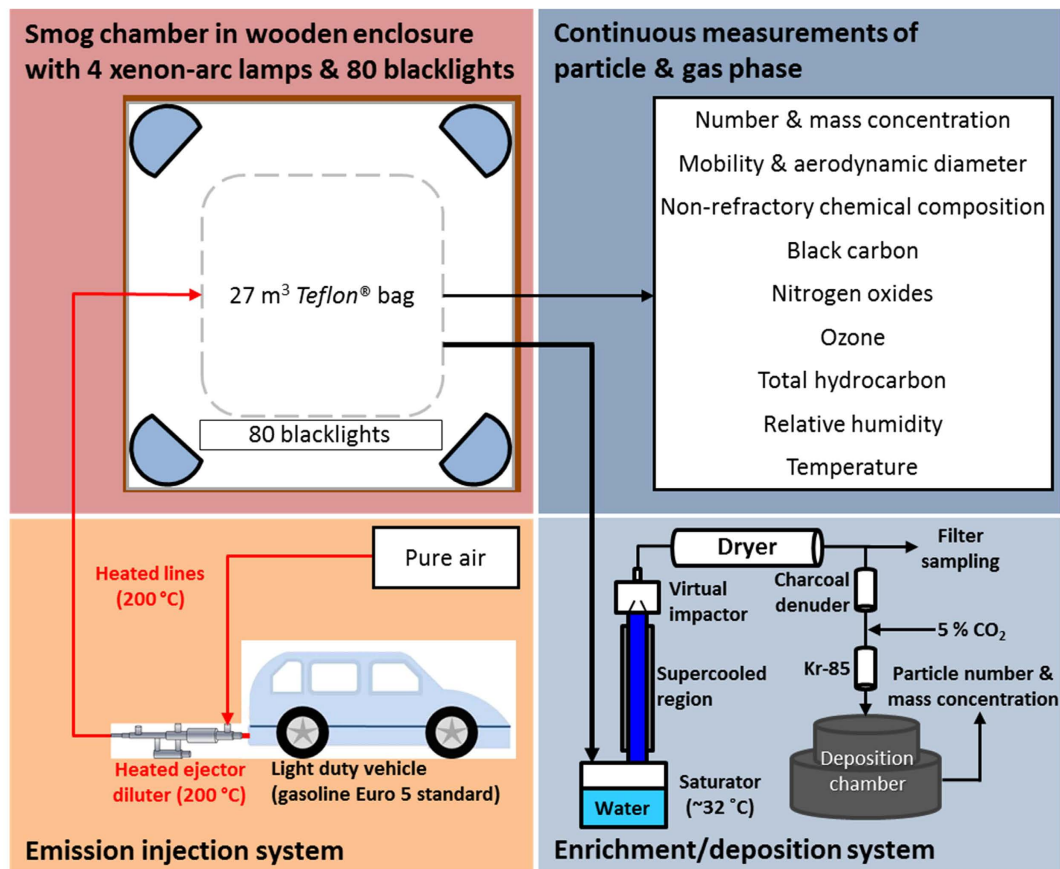 Smog chamber in wooden enclosure
with 4 xenon-arc lamps & 80 blacklights
27 m³ Teflon® bag
80 blacklights
Continuous measurements of
particle & gas phase
Number & mass concentration
Mobility & aerodynamic diameter
Non-refractory chemical composition
Black carbon
Nitrogen oxides
Ozone
Total hydrocarbon
Relative humidity
Temperature
Pure air
Heated lines
(200 °C)
Heated ejector
diluter (200 °C)
Light duty vehicle
(gasoline Euro 5 standard)
Emission injection system
Dryer
Filter
sampling
Virtual
impactor
Charcoal
denuder
5 % CO₂
Kr-85
Supercooled
region
Particle number &
mass concentration
Deposition
chamber
Water
Saturator
(~32 °C)
Enrichment/deposition system